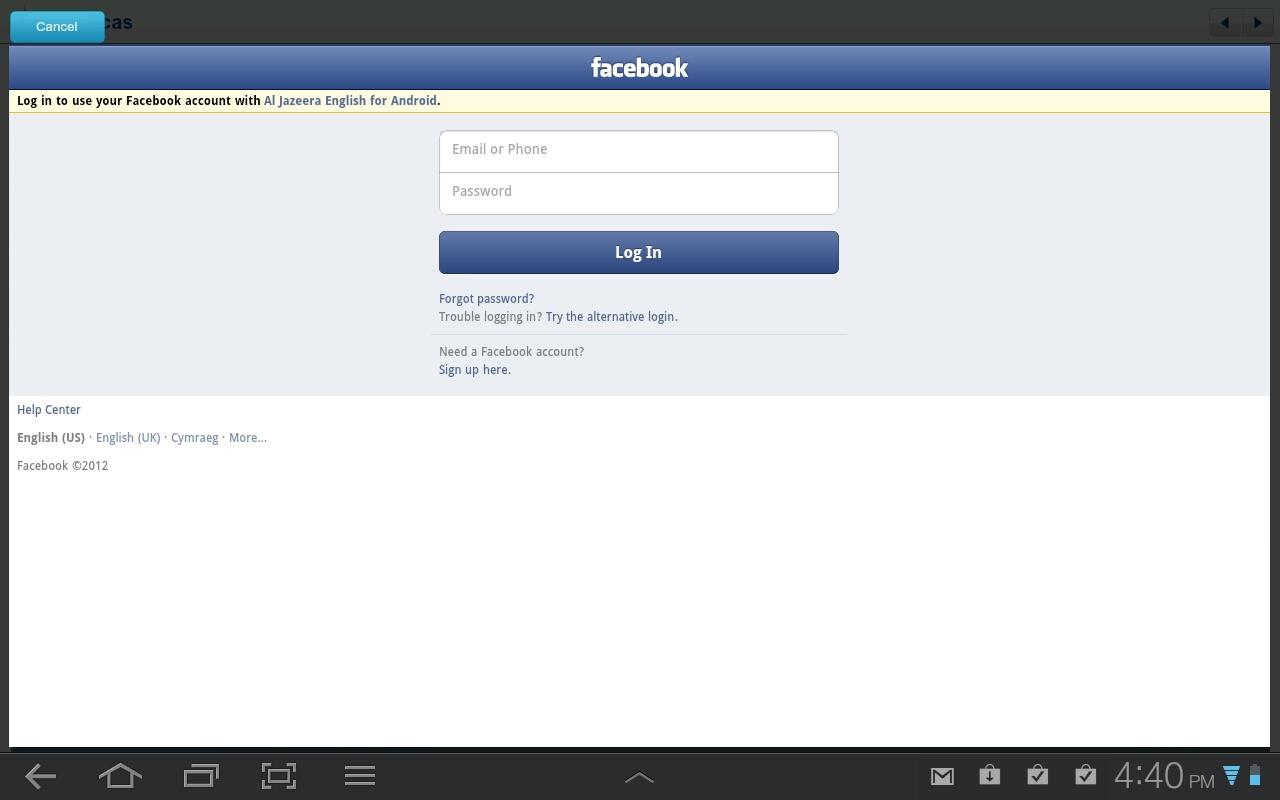 Cancel
facebook
Log in to use your Facebook account with Al Jazeera English for Android.
Email or Phone
Password
Log In
Forgot password?
Trouble logging in? Try the alternative login.
Need a Facebook account?
Sign up here.
Help Center
English (US) · English (UK) · Cymraeg · More...
Facebook ©2012
4:40 PM